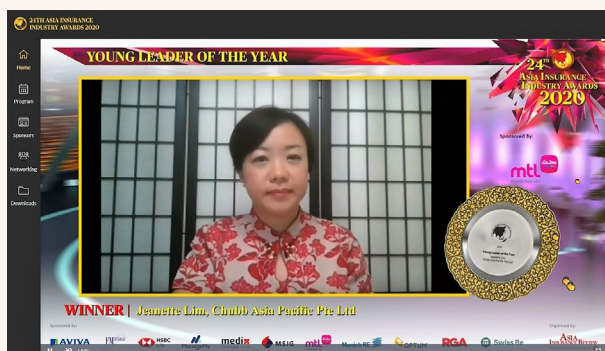 24TH ASIA INSURANCE
INDUSTRY AWARDS 2020
Home
Program
Sponsors
Networking
Downloads
YOUNG LEADER OF THE YEAR
24TH
ASIA INSURANCE
INDUSTRY AWARDS
2020
Sponsored By:
mtl
WINNER | Jeanette Lim, Chubb Asia Pacific Pte Ltd
Sponsored by:
Organised by:
AVIVA
HSBC
medix
MSIG
mtl
Munich RE
OPTUM
RGA
Swiss Re
ASIA
INSURANCE REVIEW